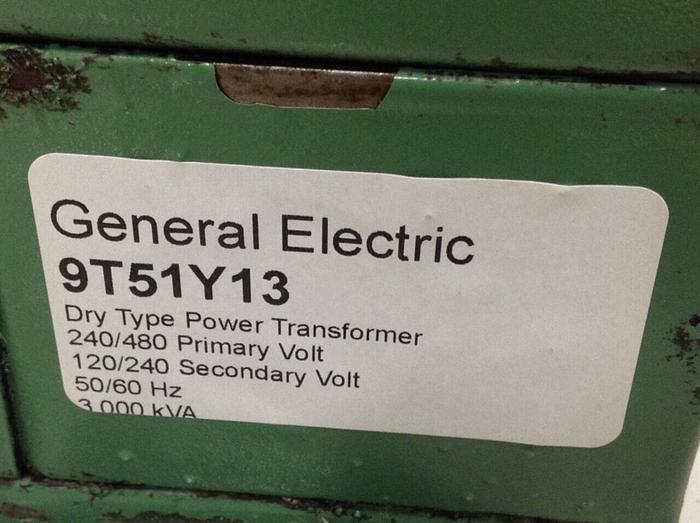 General Electric
9T51Y13
Dry Type Power Transformer
240/480 Primary Volt
120/240 Secondary Volt
50/60 Hz
3.000 kVA